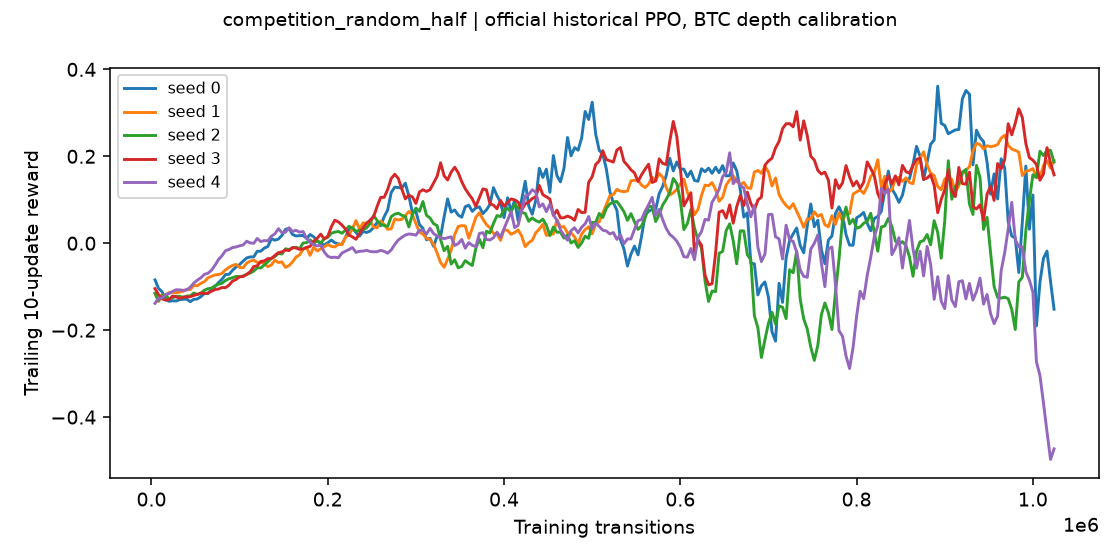 competition_random_half | official historical PPO, BTC depth calibration
seed 0
seed 1
seed 2
seed 3
seed 4
Trailing 10-update reward
0.4
0.2
0.0
−0.2
−0.4
0.0 0.2 0.4 0.6 0.8 1.0
1e6
Training transitions